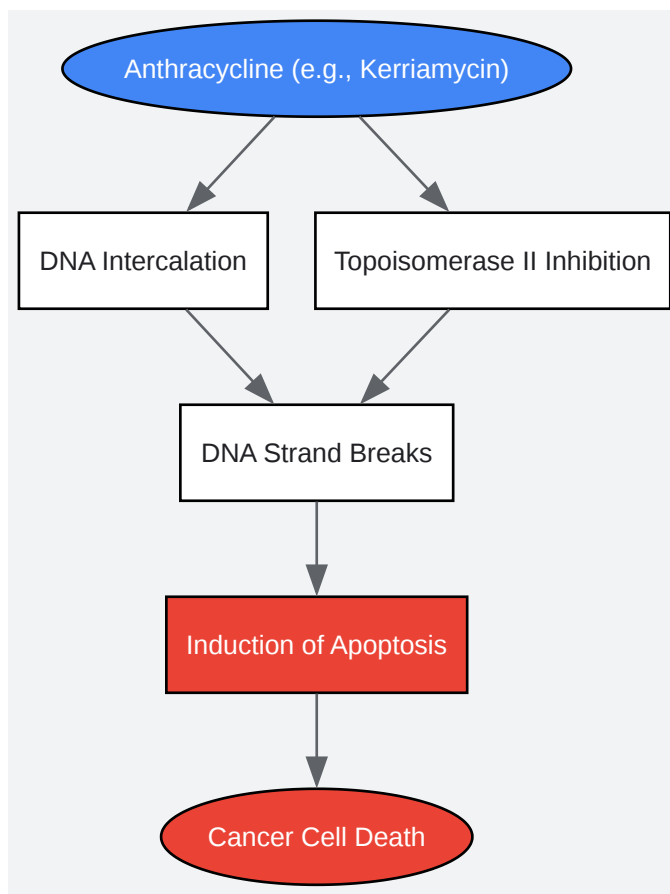 Anthracycline (e.g., Kerriamycin)
DNA Intercalation
Topoisomerase II Inhibition
DNA Strand Breaks
Induction of Apoptosis
Cancer Cell Death